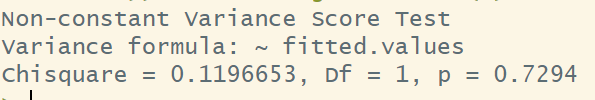 Non-constant Variance Score Test
Variance formula: ~ fitted.values
Chisquare = 0.1196653, Df = 1, p = 0.7294